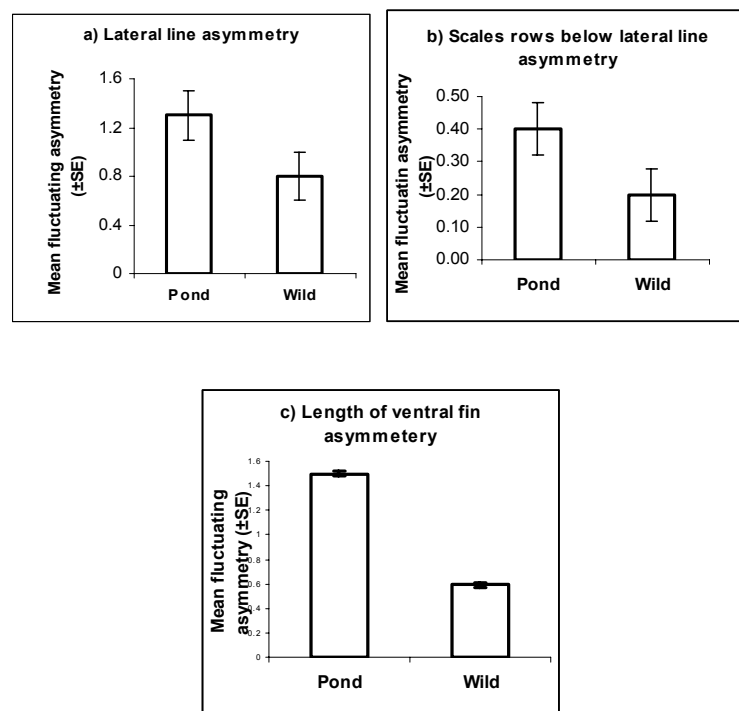 a) Lateral line asymmetry
Mean fluctuating asymmetry
(±SE)
1.6
1.2
0.8
0.4
0
Pond Wild
b) Scales rows below lateral line
asymmetry
Mean fluctuatin asymmetry
(±SE)
0.50
0.40
0.30
0.20
0.10
0.00
Pond Wild
c) Length of ventral fin
asymmetery
Mean fluctuating
asymmetry (±SE)
1.6
1.4
1.2
1
0.8
0.6
0.4
0.2
0
Pond Wild